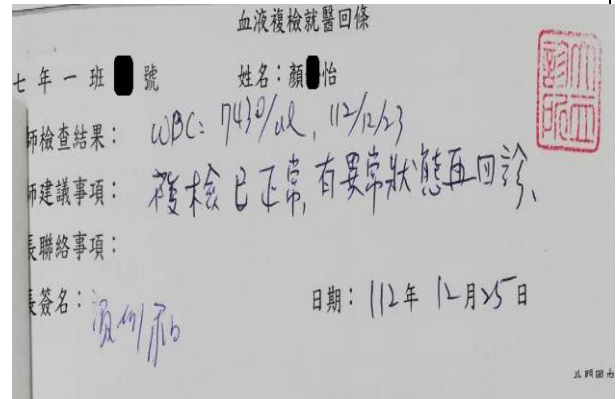 血液複檢就醫回條
七年一班 號 姓名：顏 怡
師檢查結果： WBC: 7430/ul, 112/12/23
師建議事項： 複檢已正常, 有異常狀態再回診、
長聯絡事項：
長簽名：
日期： 112年 12月25日